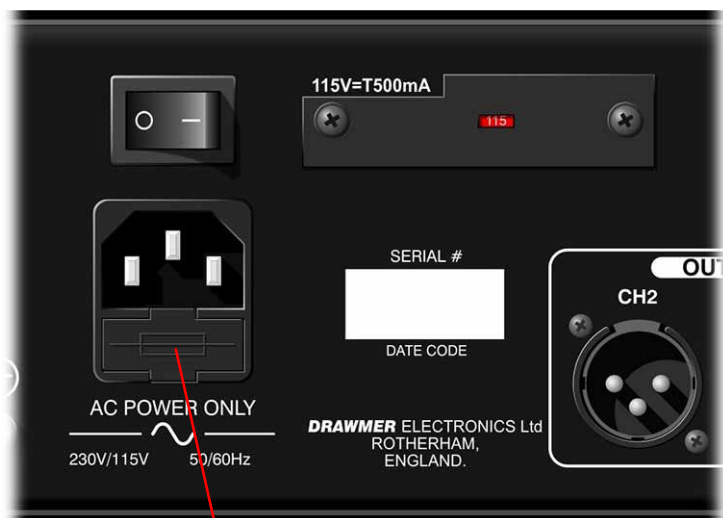 115V=T500mA
O —
115
SERIAL #
DATE CODE
OUT
CH2
AC POWER ONLY
230V/115V 50/60Hz
DRAWMER ELECTRONICS Ltd
ROTHERHAM,
ENGLAND.